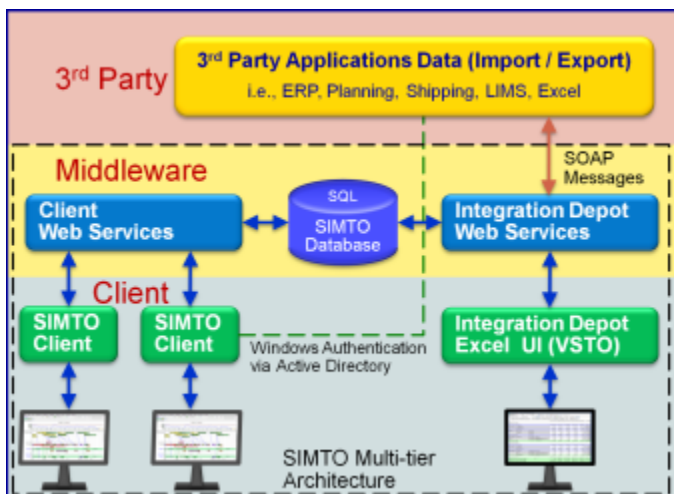 3rd Party Applications Data (Import / Export)
i.e., ERP, Planning, Shipping, LIMS, Excel
3rd Party
SOAP
Messages
Middleware
Client
Web Services
SQL
SIMTO
Database
Integration Depot
Web Services
Client
SIMTO
Client
SIMTO
Client
Windows Authentication
via Active Directory
Integration Depot
Excel UI (VSTO)
SIMTO Multi-tier
Architecture